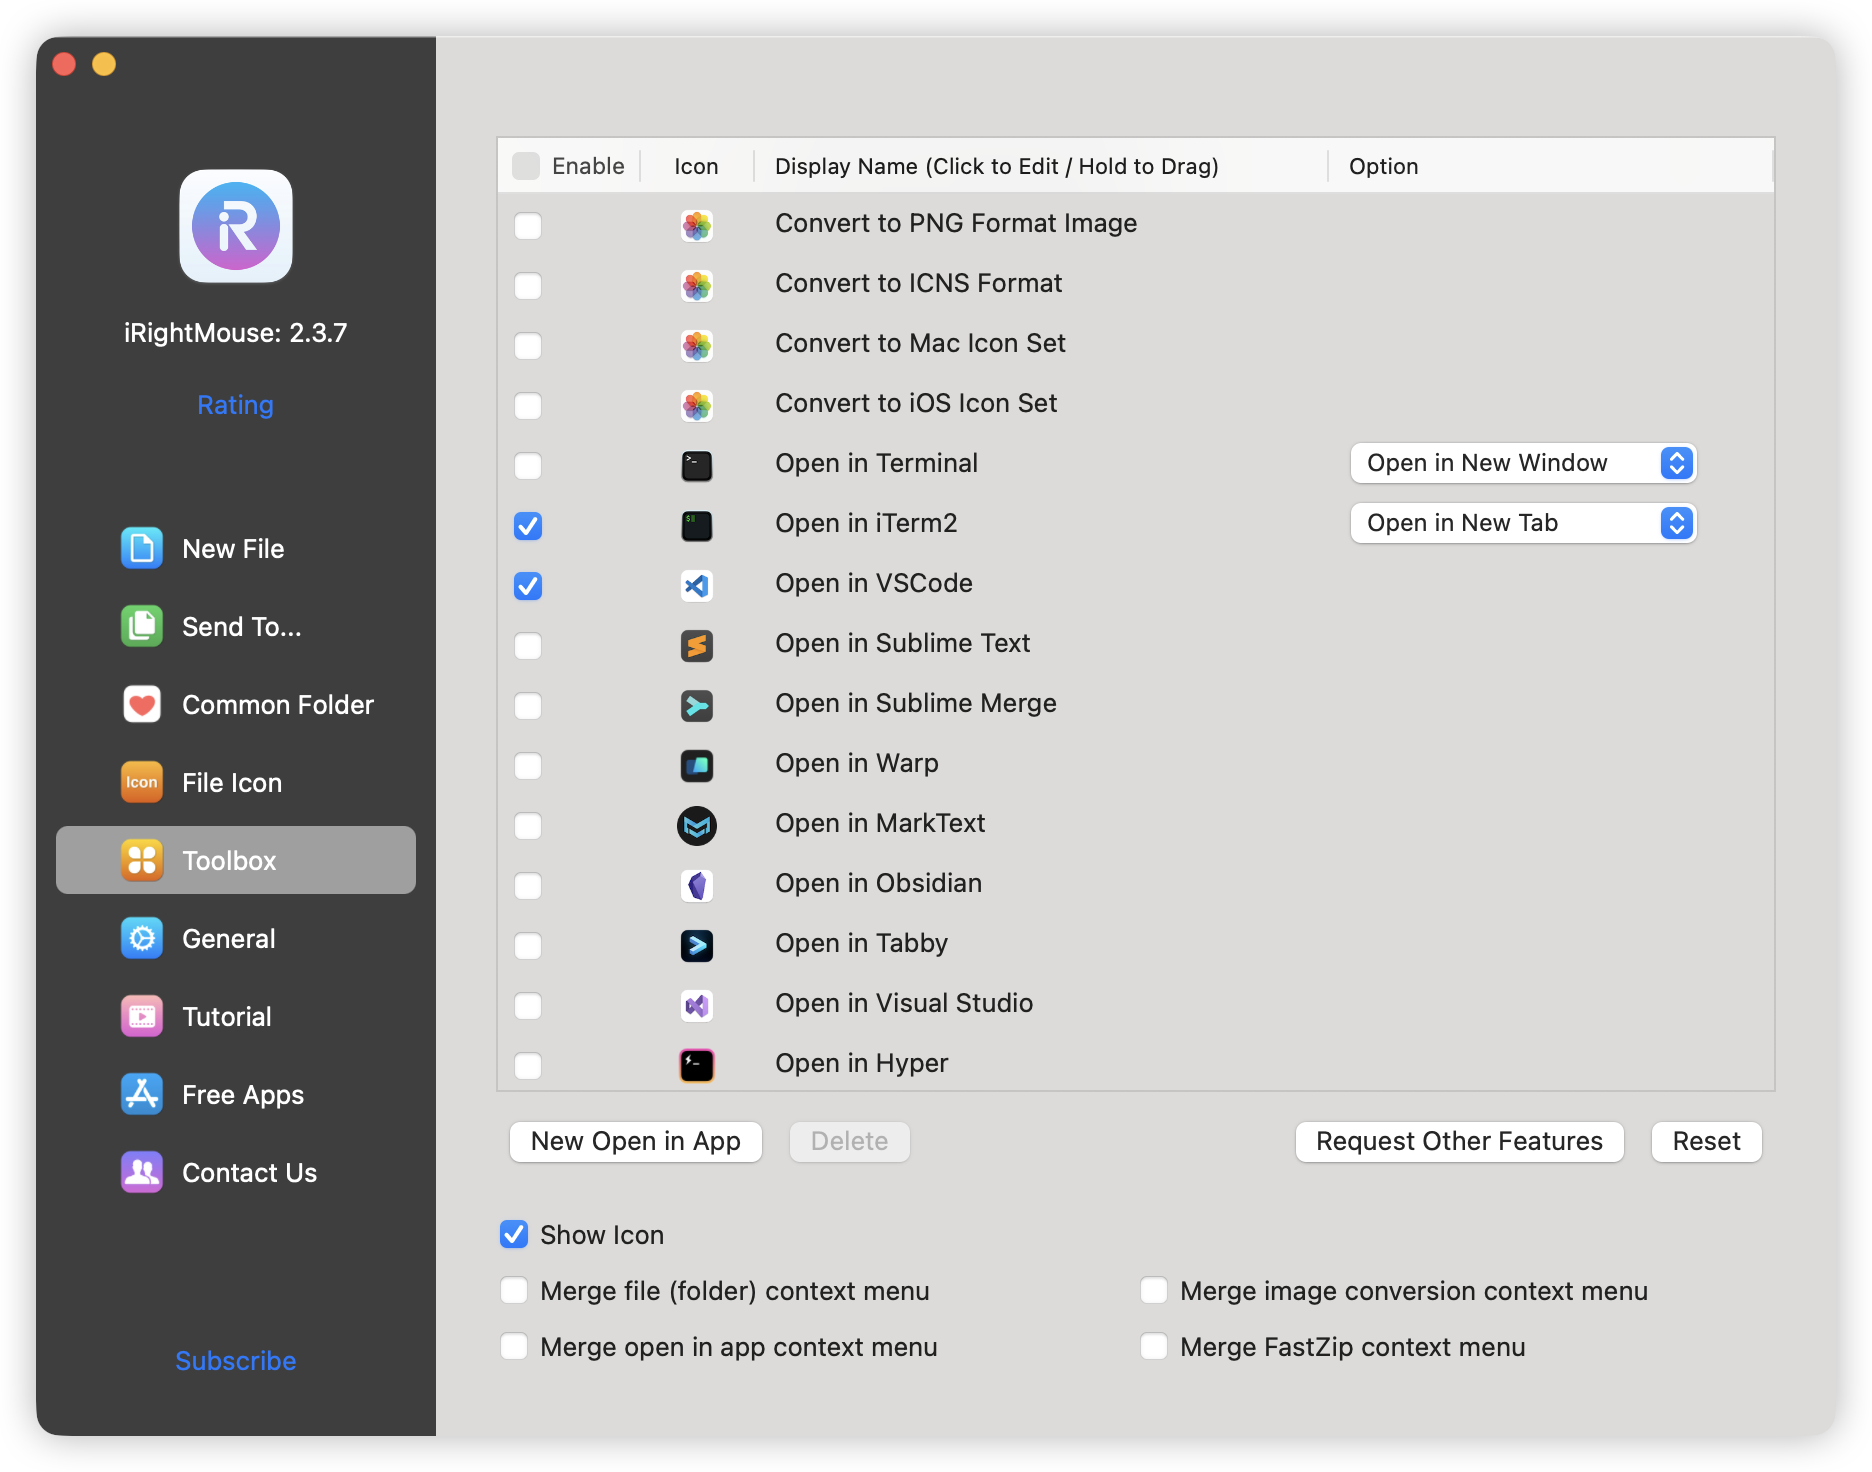 iR
iRightMouse: 2.3.7
Rating
New File
Send To...
Common Folder
Icon
File Icon
Toolbox
General
Tutorial
Free Apps
Contact Us
Subscribe
Enable Icon Display Name (Click to Edit / Hold to Drag) Option
Convert to PNG Format Image
Convert to ICNS Format
Convert to Mac Icon Set
Convert to iOS Icon Set
Open in Terminal Open in New Window
Open in iTerm2 Open in New Tab
Open in VSCode
Open in Sublime Text
Open in Sublime Merge
Open in Warp
Open in MarkText
Open in Obsidian
Open in Tabby
Open in Visual Studio
Open in Hyper
New Open in App Delete Request Other Features Reset
Show Icon
Merge file (folder) context menu Merge image conversion context menu
Merge open in app context menu Merge FastZip context menu